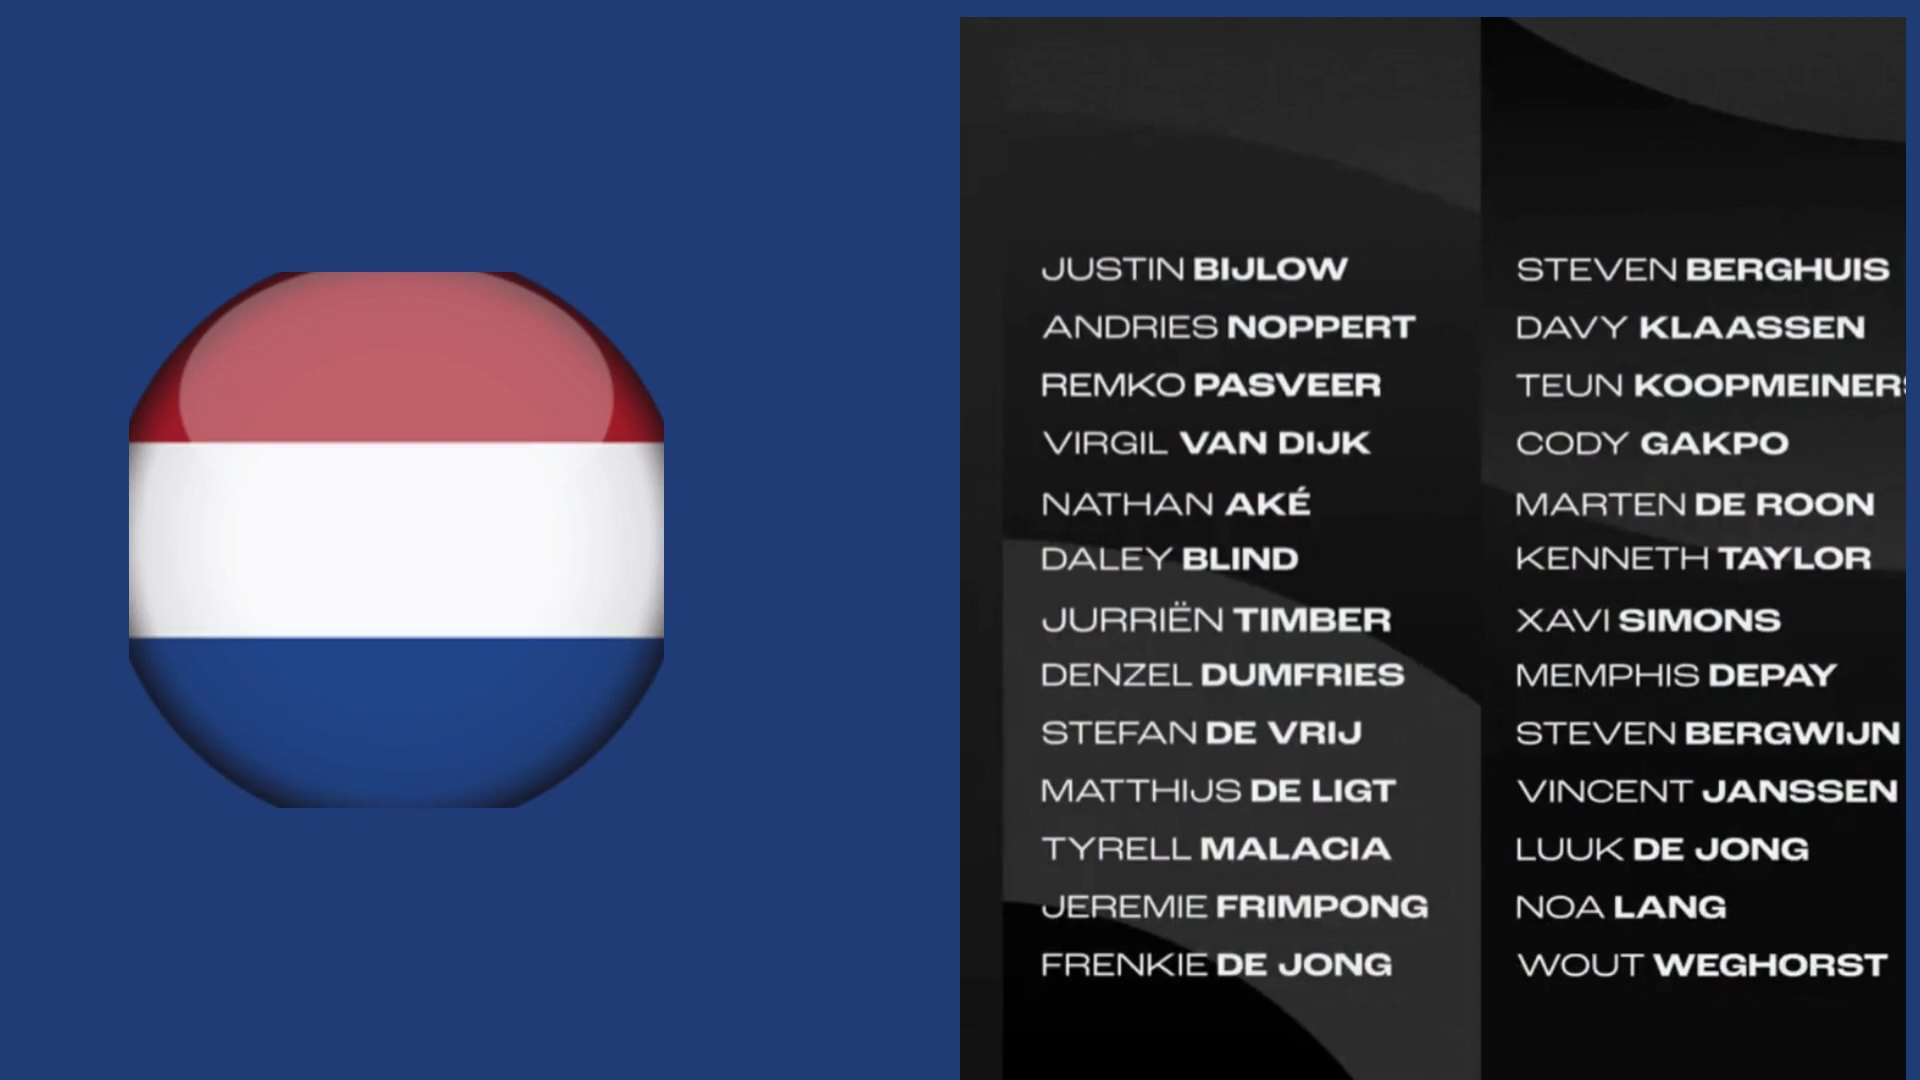 JUSTIN BIJLOW
ANDRIES NOPPERT
REMKO PASVEER
VIRGIL VAN DIJK
NATHAN AKÉ
DALEY BLIND
JURRIËN TIMBER
DENZEL DUMFRIES
STEFAN DE VRIJ
MATTHIJS DE LIGT
TYRELL MALACIA
JEREMIE FRIMPONG
FRENKIE DE JONG
STEVEN BERGHUIS
DAVY KLAASSEN
TEUN KOOPMEINERS
CODY GAKPO
MARTEN DE ROON
KENNETH TAYLOR
XAVI SIMONS
MEMPHIS DEPAY
STEVEN BERGWIJN
VINCENT JANSSEN
LUUK DE JONG
NOA LANG
WOUT WEGHORST